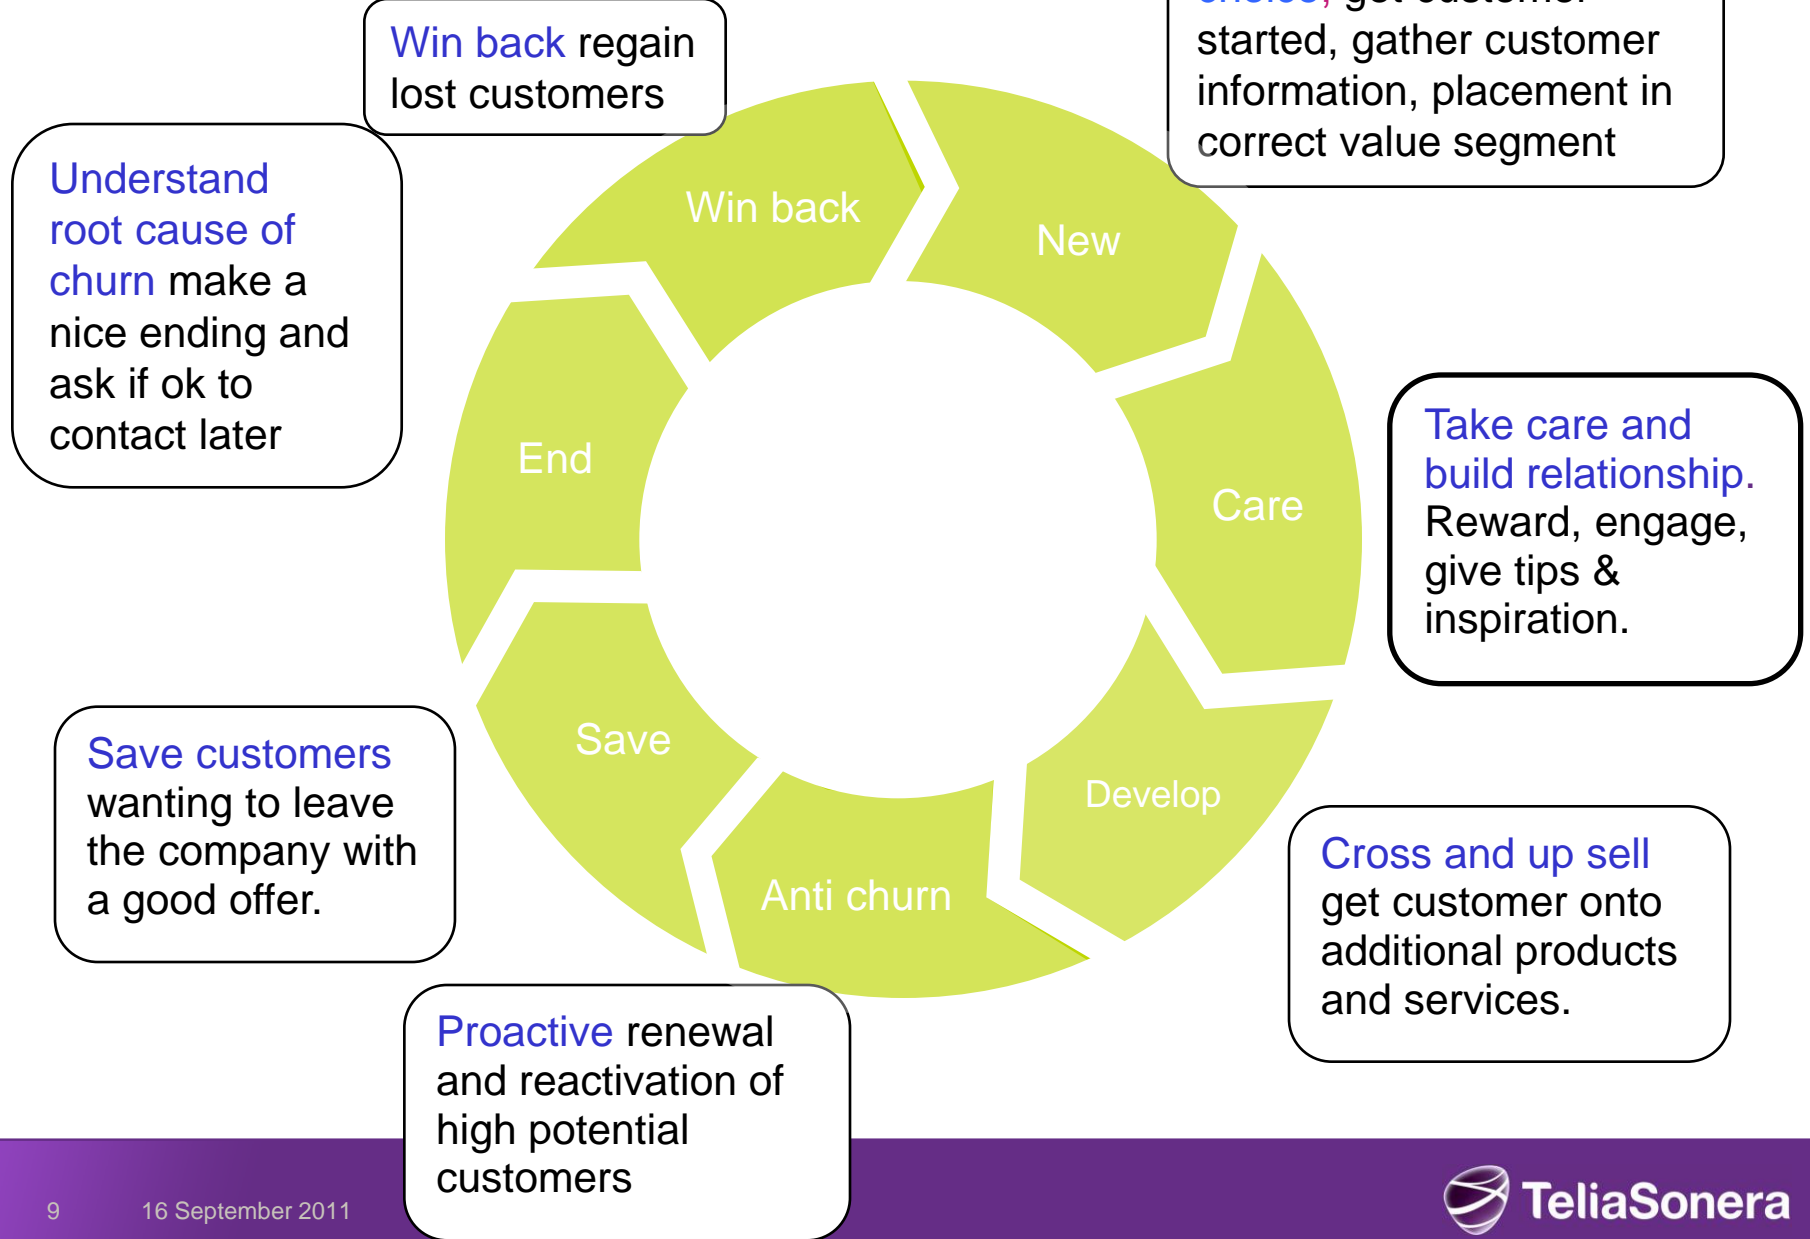 Win back regain
lost customers
started, gather customer
information, placement in
correct value segment
Understand
root cause of
churn make a
nice ending and
ask if ok to
contact later
Win back
New
Take care and
build relationship.
Reward, engage,
give tips &
inspiration.
End
Care
Save customers
wanting to leave
the company with
a good offer.
Save
Develop
Cross and up sell
get customer onto
additional products
and services.
Anti churn
Proactive renewal
and reactivation of
high potential
customers
9 16 September 2011
TeliaSonera